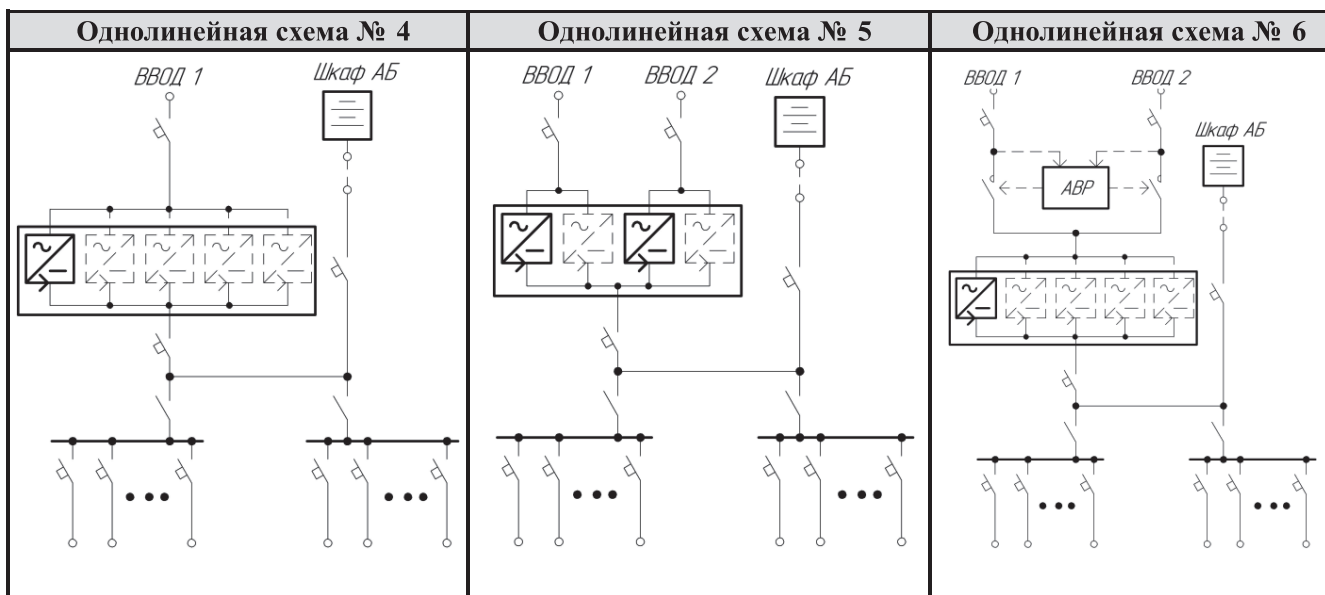 Однолинейная схема № 4
Однолинейная схема № 5
Однолинейная схема № 6
ВВОД 1
Шкаф АБ
ВВОД 1
ВВОД 2
Шкаф АБ
ВВОД 1
ВВОД 2
Шкаф АБ
АВР